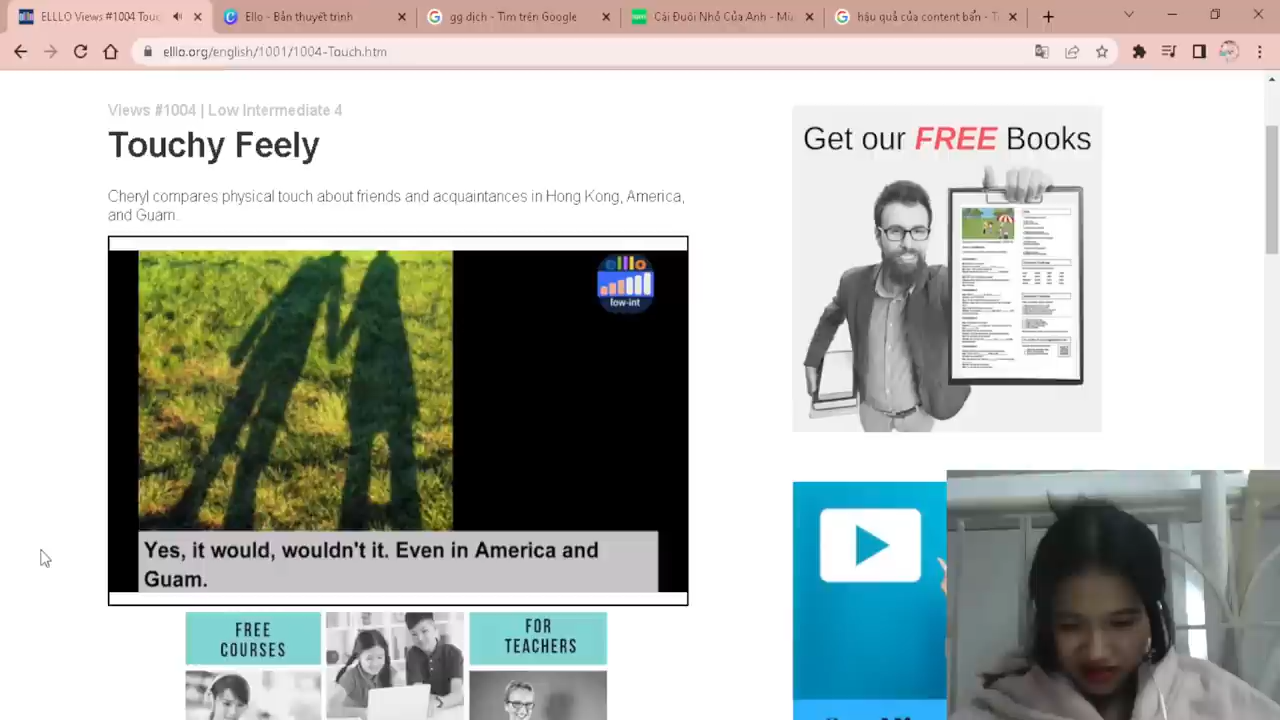 ELLLO Views #1004 Touc
Ello - Bản thuyết trình
gg dịch - Tìm trên Google
Cái Đuôi Nhỏ Của Anh - Mù
hậu quả của content bẩn - T
elllo.org/english/1001/1004-Touch.htm
Views #1004 | Low Intermediate 4
Touchy Feely
Cheryl compares physical touch about friends and acquaintances in Hong Kong, America,
and Guam.
Get our FREE Books
low-int
Yes, it would, wouldn't it. Even in America and
Guam.
FREE
COURSES
FOR
TEACHERS